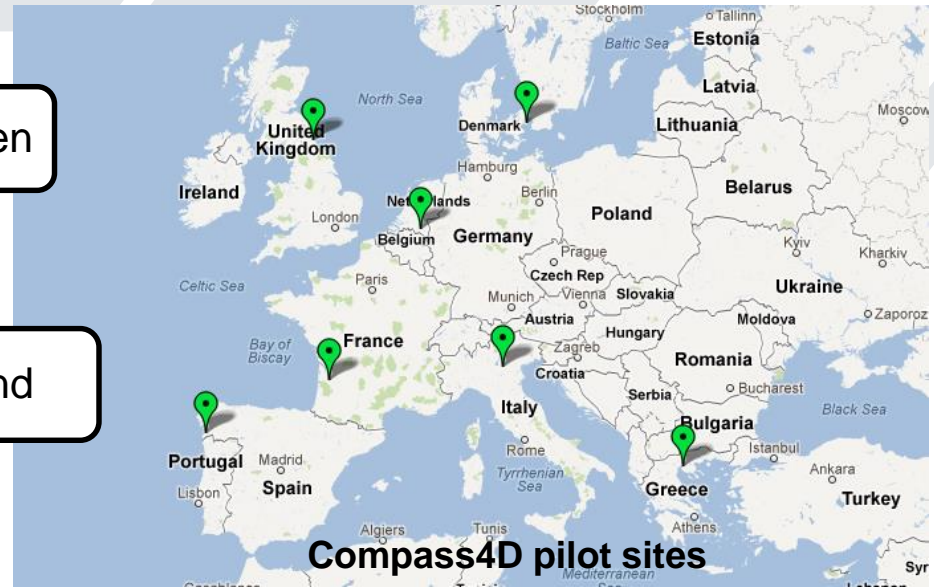 Stockholm
Tallinn
Baltic Sea
Estonia
Latvia
Moscow
North Sea
Denmark
Lithuania
en
United
Kingdom
Hamburg
Ireland
Berlin
Belarus
London
Poland
Belgium
Germany
Kyiv
Prague
Kharkiv
Czech Rep
Celtic Sea
Paris
Ukraine
Munich
Vienna
Slovakia
Austria
Moldova
Zaporoz
Hungary
Bay of
Biscay
France
Zagreb
Romania
nd
Croatia
Serbia
Bucharest
Italy
Black Sea
Bulgaria
Rome
Istanbul
Portugal
Madrid
Tyrrhenian
Sea
Ankara
Lisbon
Spain
Greece
Turkey
Algiers
Tunis
Athens
Compass4D pilot sites
Mediterranean
Syr